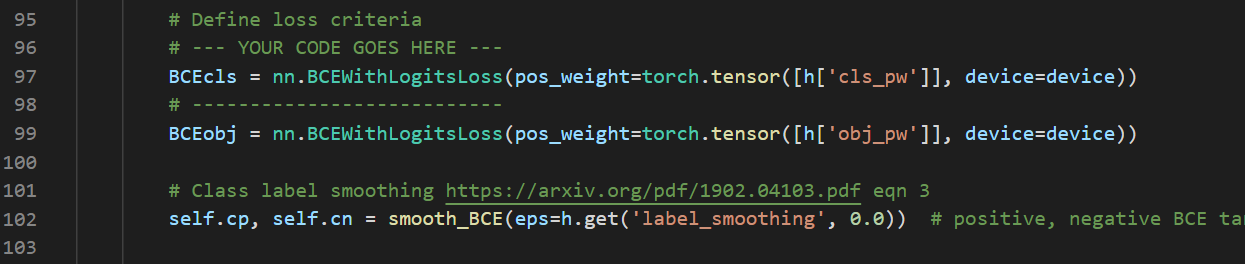 95 # Define loss criteria
96 # --- YOUR CODE GOES HERE ---
97 BCEcls = nn.BCEWithLogitsLoss(pos_weight=torch.tensor([h['cls_pw']], device=device))
98 # ---------------------------
99 BCEobj = nn.BCEWithLogitsLoss(pos_weight=torch.tensor([h['obj_pw']], device=device))
100
101 # Class label smoothing https://arxiv.org/pdf/1902.04103.pdf eqn 3
102 self.cp, self.cn = smooth_BCE(eps=h.get('label_smoothing', 0.0))  # positive, negative BCE tar
103